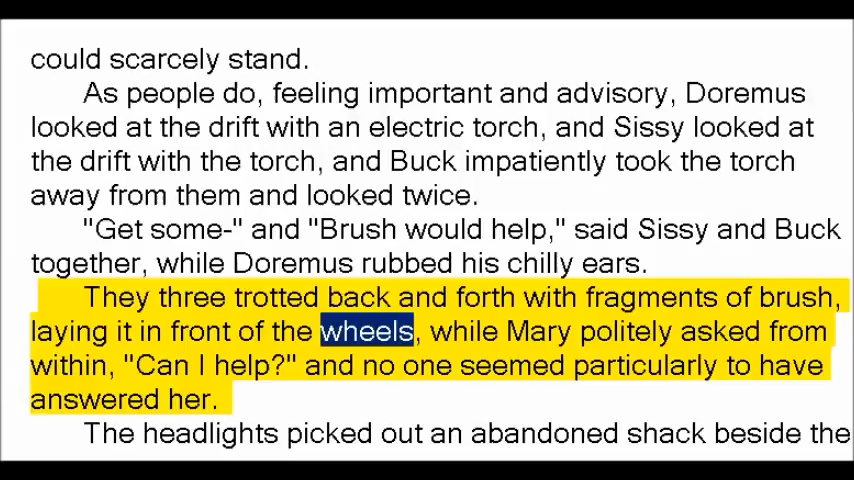 could scarcely stand.
As people do, feeling important and advisory, Doremus
looked at the drift with an electric torch, and Sissy looked at
the drift with the torch, and Buck impatiently took the torch
away from them and looked twice.
"Get some-" and "Brush would help," said Sissy and Buck
together, while Doremus rubbed his chilly ears.
They three trotted back and forth with fragments of brush,
laying it in front of the wheels, while Mary politely asked from
within, "Can I help?" and no one seemed particularly to have
answered her.
The headlights picked out an abandoned shack beside the